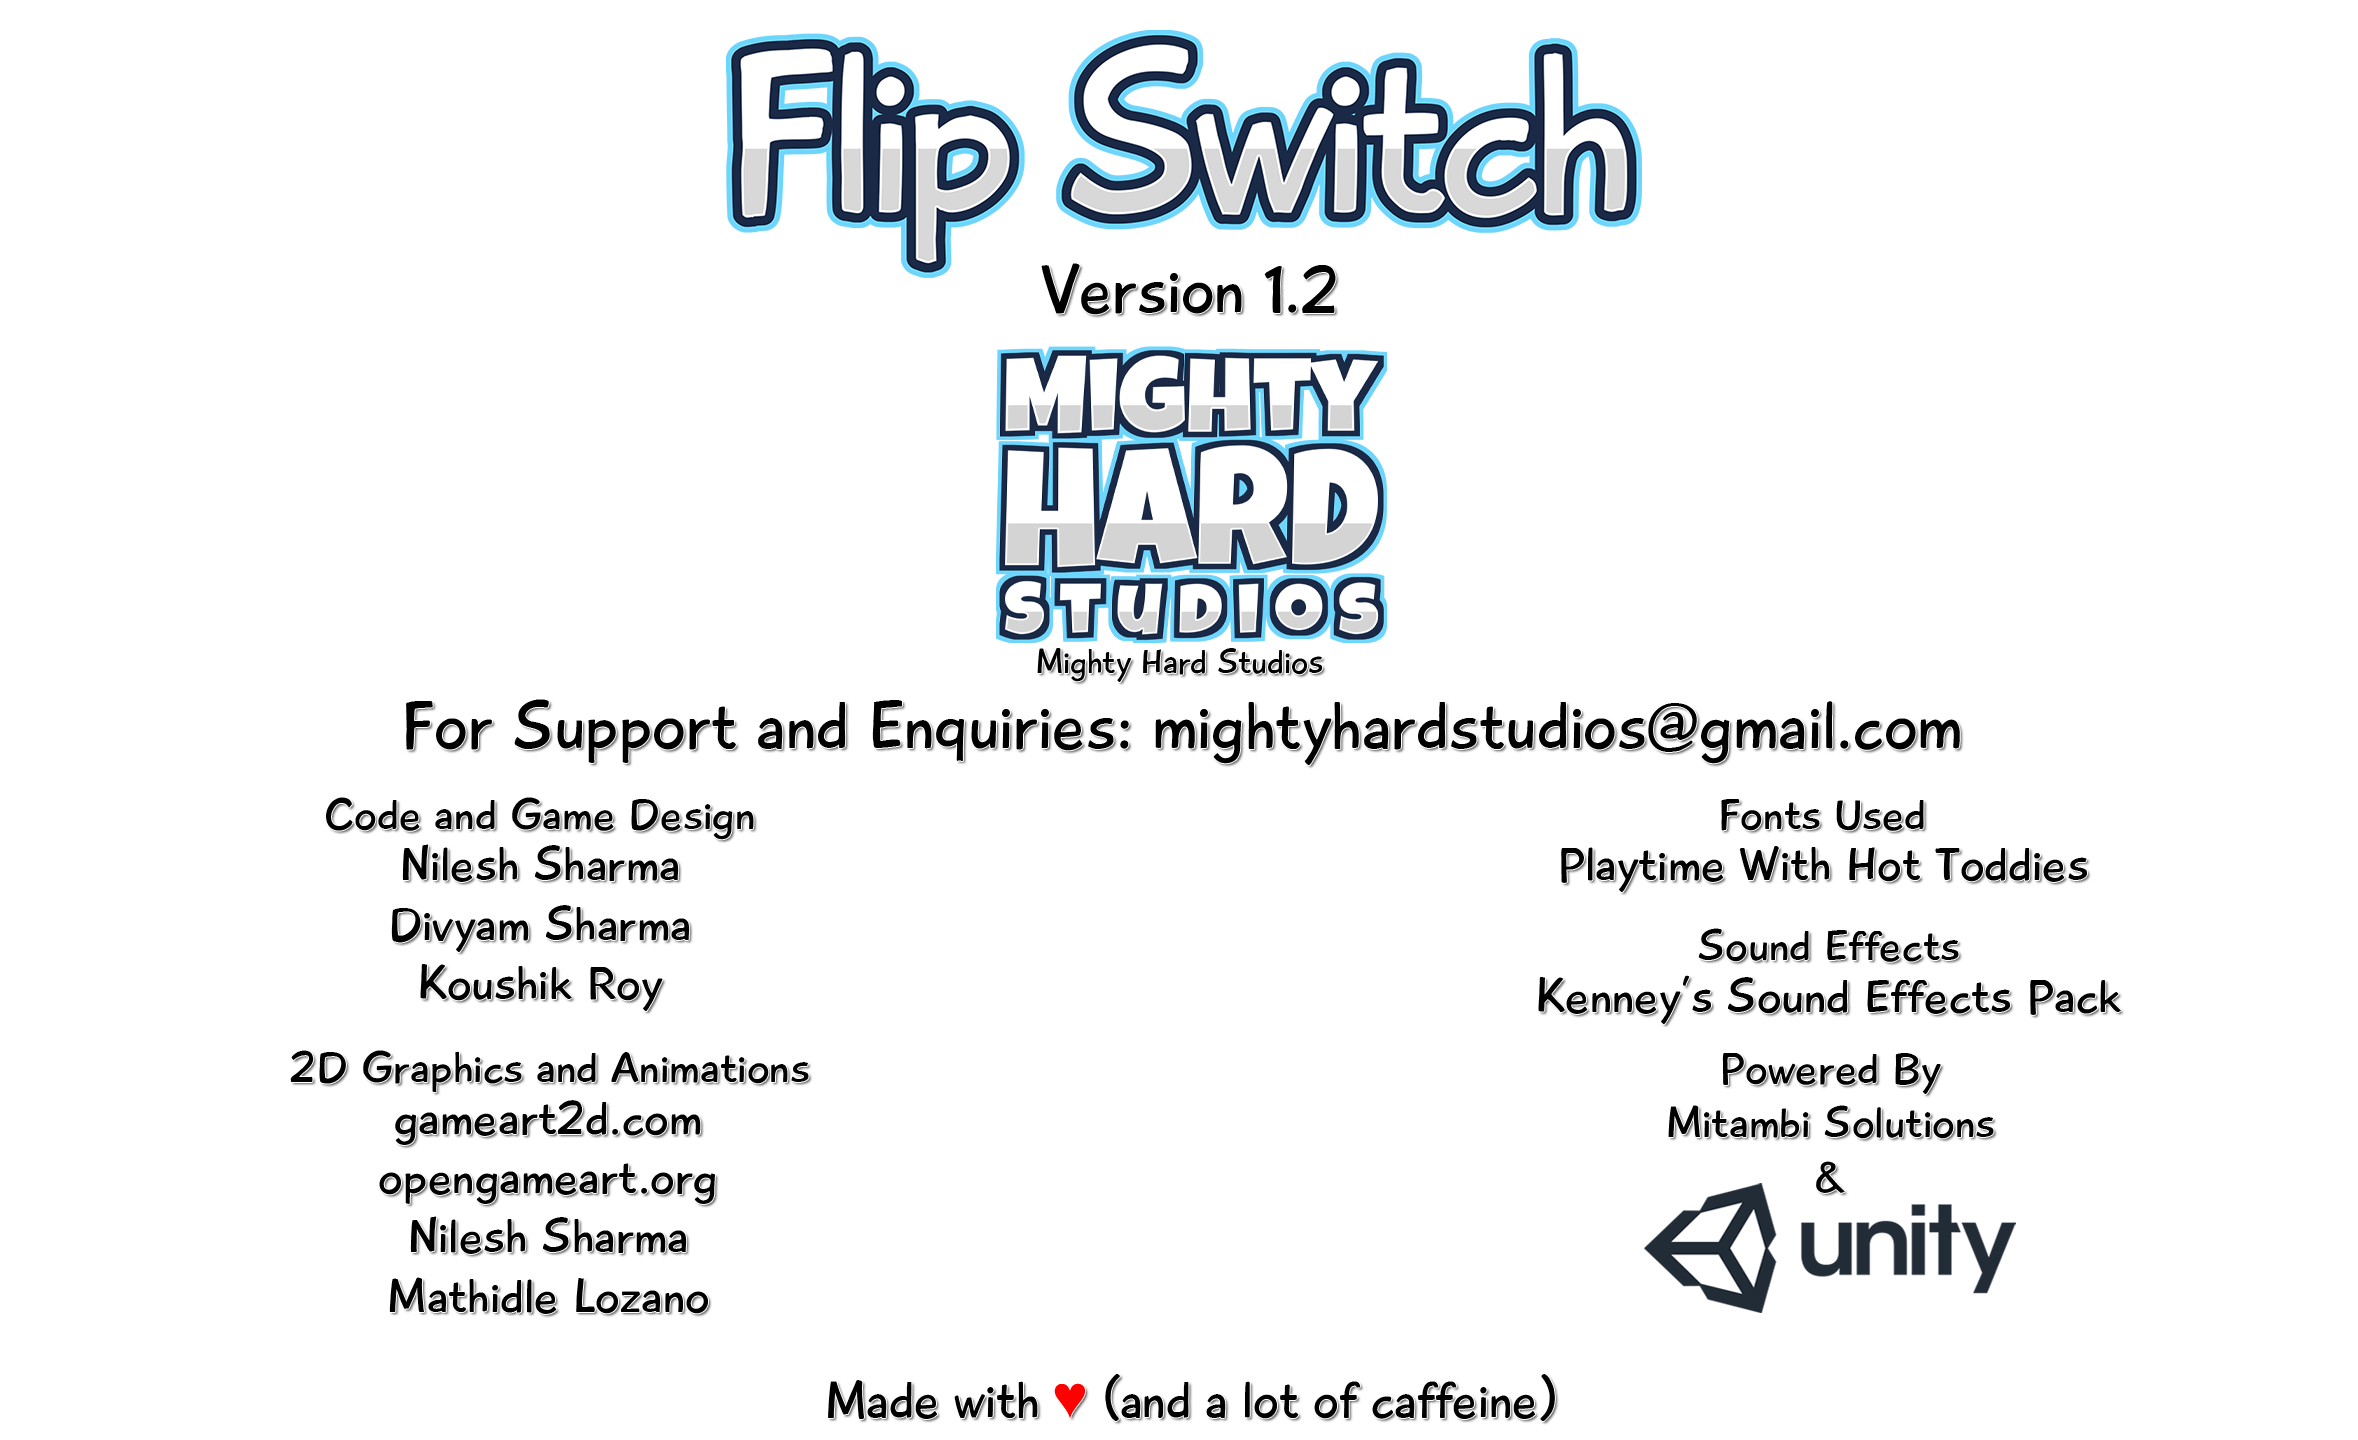 Flip Switch
Version 1.2
MIGHTY
HARD
STUDIOS
Mighty Hard Studios
For Support and Enquiries: mightyhardstudios@gmail.com
Code and Game Design
Nilesh Sharma
Divyam Sharma
Koushik Roy
2D Graphics and Animations
gameart2d.com
opengameart.org
Nilesh Sharma
Mathidle Lozano
Fonts Used
Playtime With Hot Toddies
Sound Effects
Kenney's Sound Effects Pack
Powered By
Mitambi Solutions
&
unity
Made with ♥ (and a lot of caffeine)